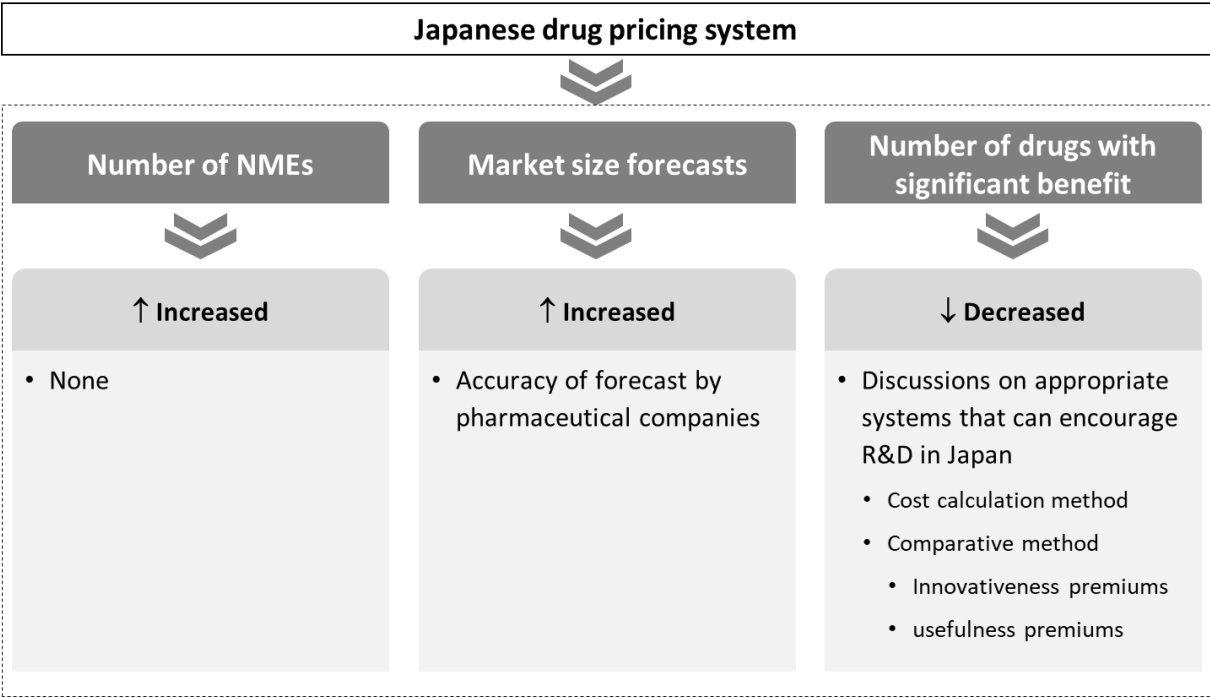 Japanese drug pricing system
Number of NMEs
↑ Increased
• None
Market size forecasts
↑ Increased
• Accuracy of forecast by
pharmaceutical companies
Number of drugs with
significant benefit
↓ Decreased
• Discussions on appropriate
systems that can encourage
R&D in Japan
• Cost calculation method
• Comparative method
• Innovativeness premiums
• usefulness premiums